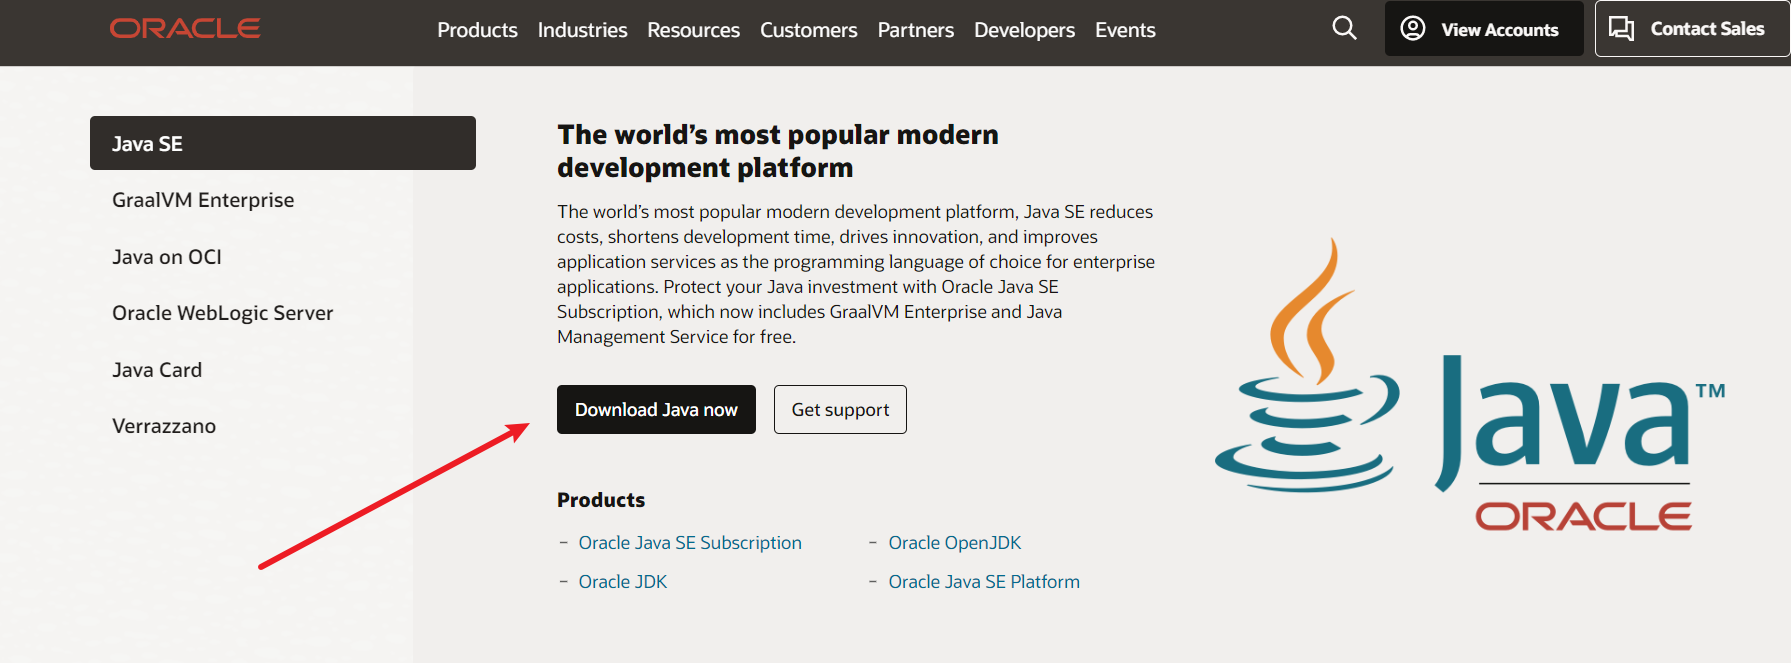 ORACLE
Products Industries Resources Customers Partners Developers Events
View Accounts
Contact Sales
Java SE
GraalVM Enterprise
Java on OCI
Oracle WebLogic Server
Java Card
Verrazzano
The world's most popular modern
development platform
The world's most popular modern development platform, Java SE reduces
costs, shortens development time, drives innovation, and improves
application services as the programming language of choice for enterprise
applications. Protect your Java investment with Oracle Java SE
Subscription, which now includes GraalVM Enterprise and Java
Management Service for free.
Download Java now
Get support
Products
– Oracle Java SE Subscription
– Oracle OpenJDK
– Oracle JDK
– Oracle Java SE Platform
Java™
ORACLE